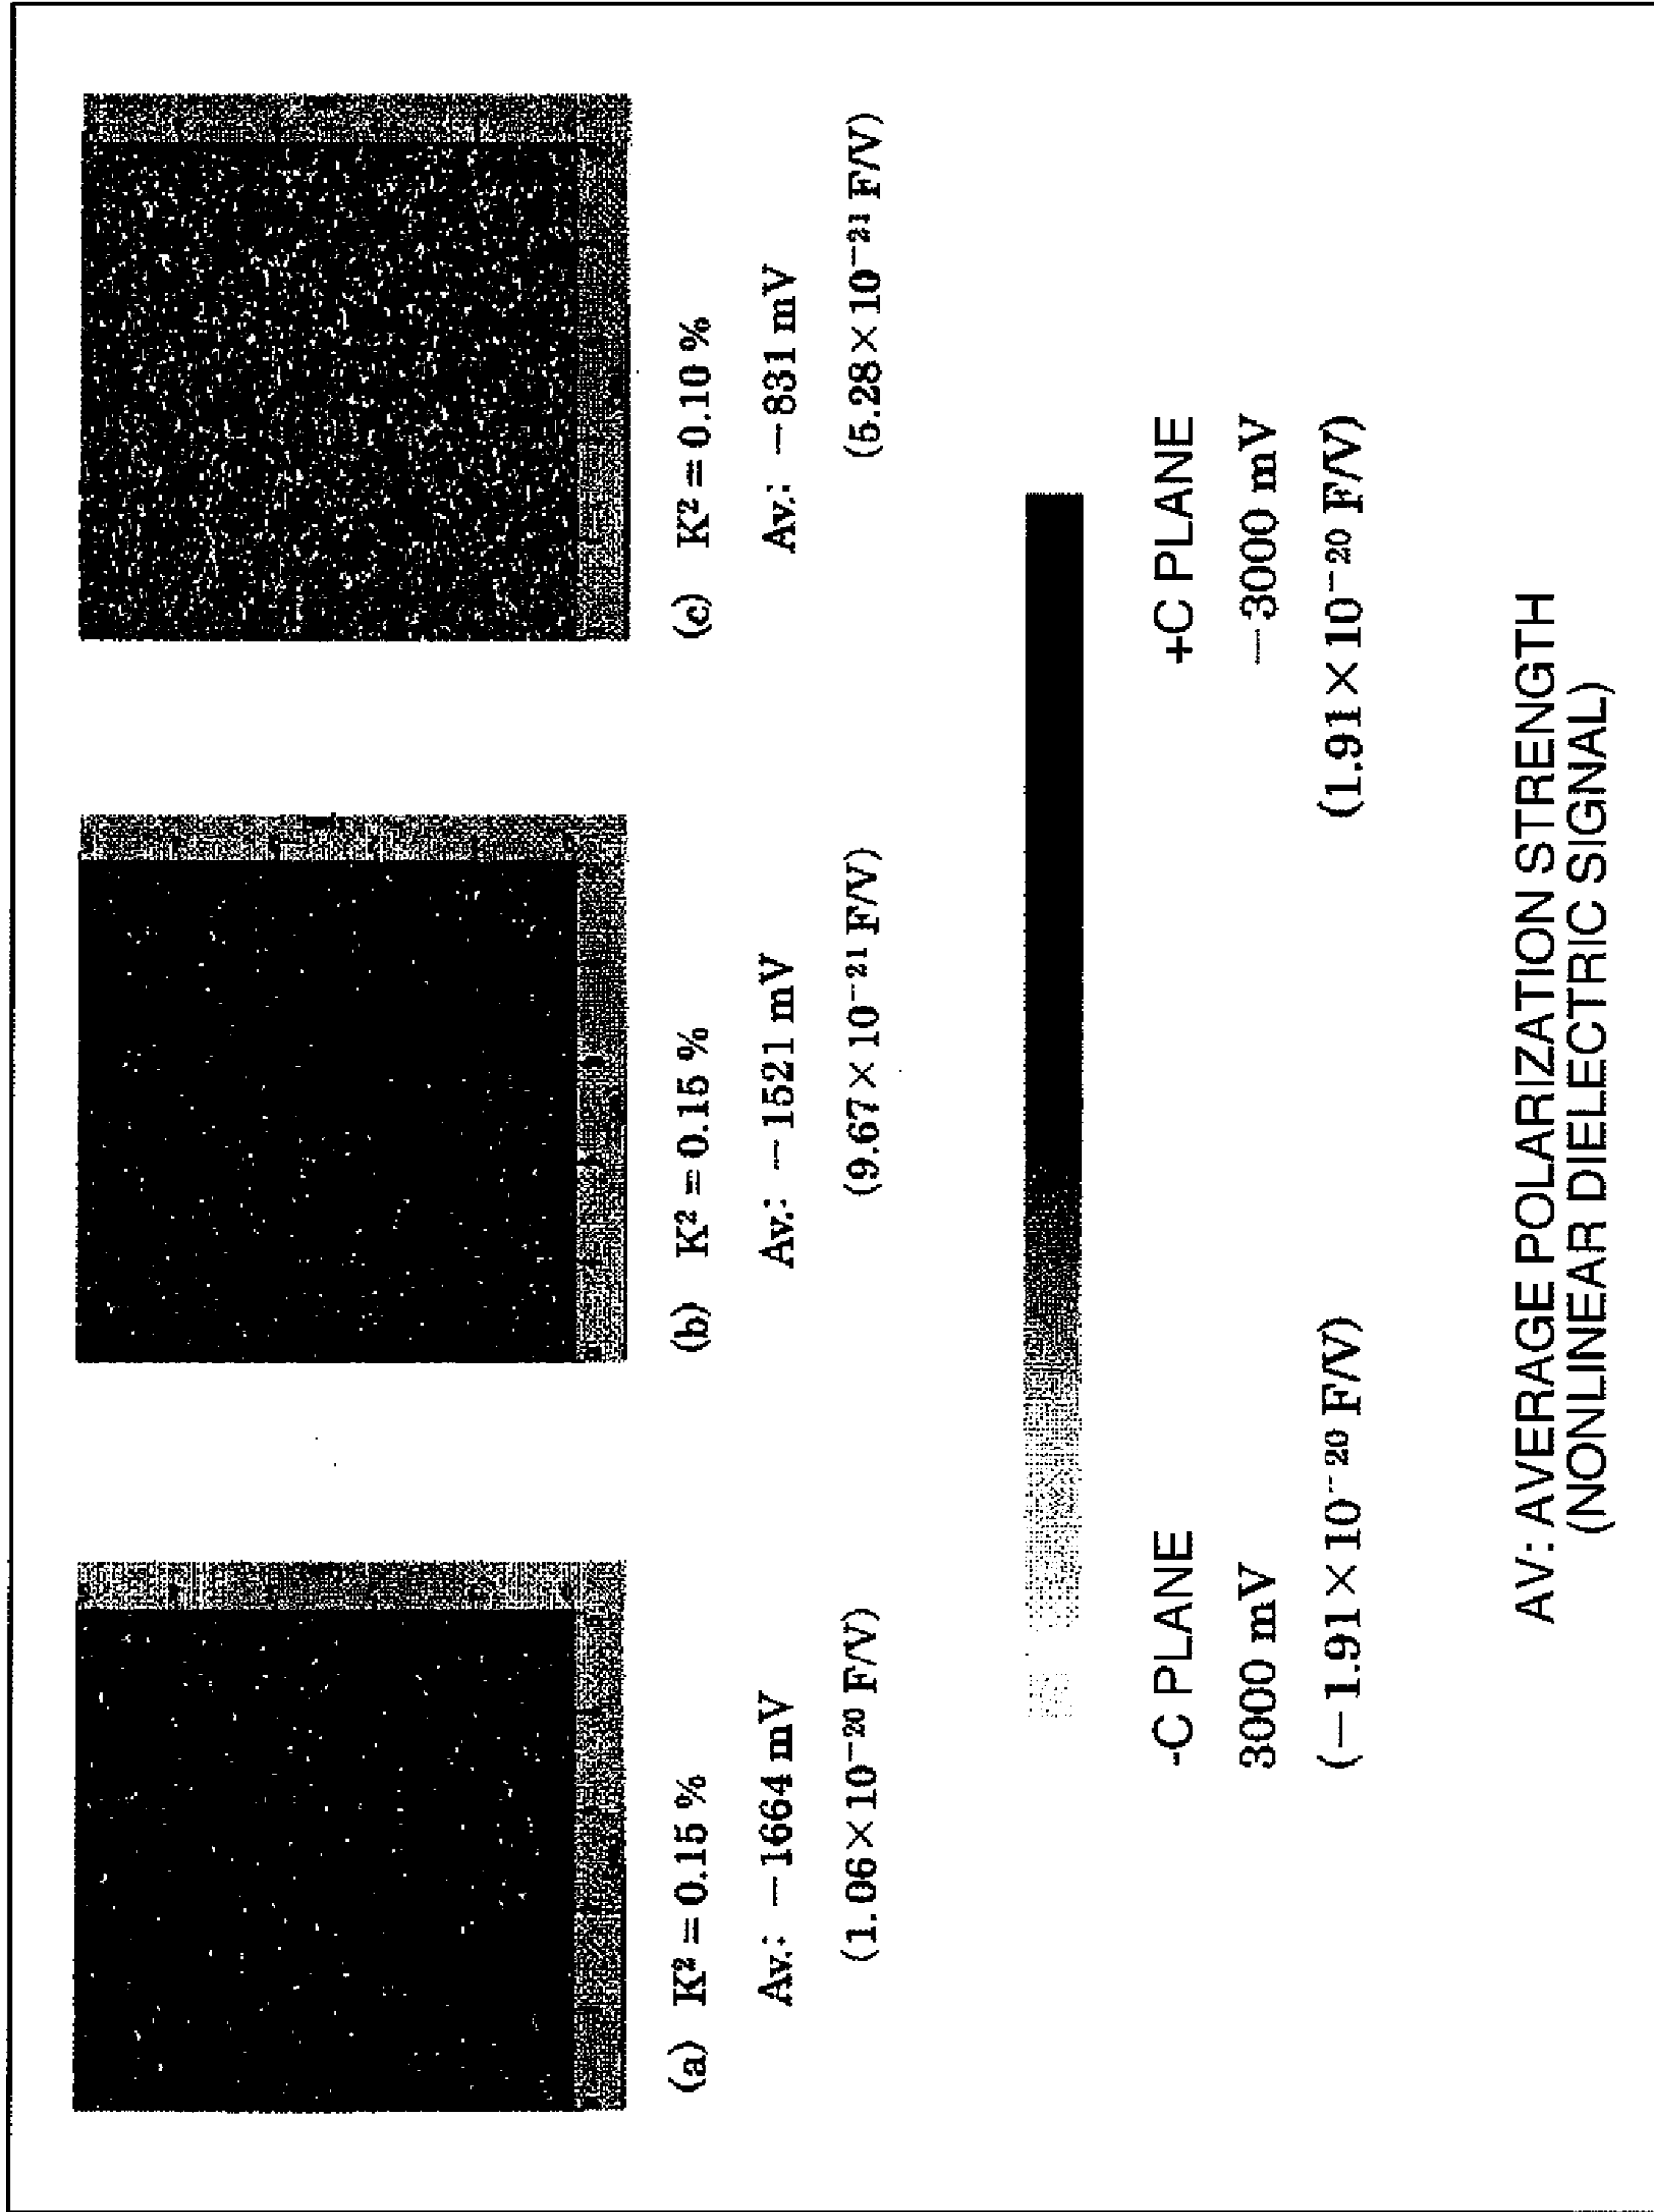 (a) K² = 0.15 %
Av.: −1664 mV
(1.06×10⁻²⁰ F/V)
(b) K² = 0.15 %
Av.: −1521 mV
(9.67×10⁻²¹ F/V)
(c) K² = 0.10 %
Av.: −831 mV
(5.28×10⁻²¹ F/V)
-C PLANE
3000 mV
(−1.91×10⁻²⁰ F/V)
+C PLANE
−3000 mV
(1.91×10⁻²⁰ F/V)
AV: AVERAGE POLARIZATION STRENGTH
(NONLINEAR DIELECTRIC SIGNAL)